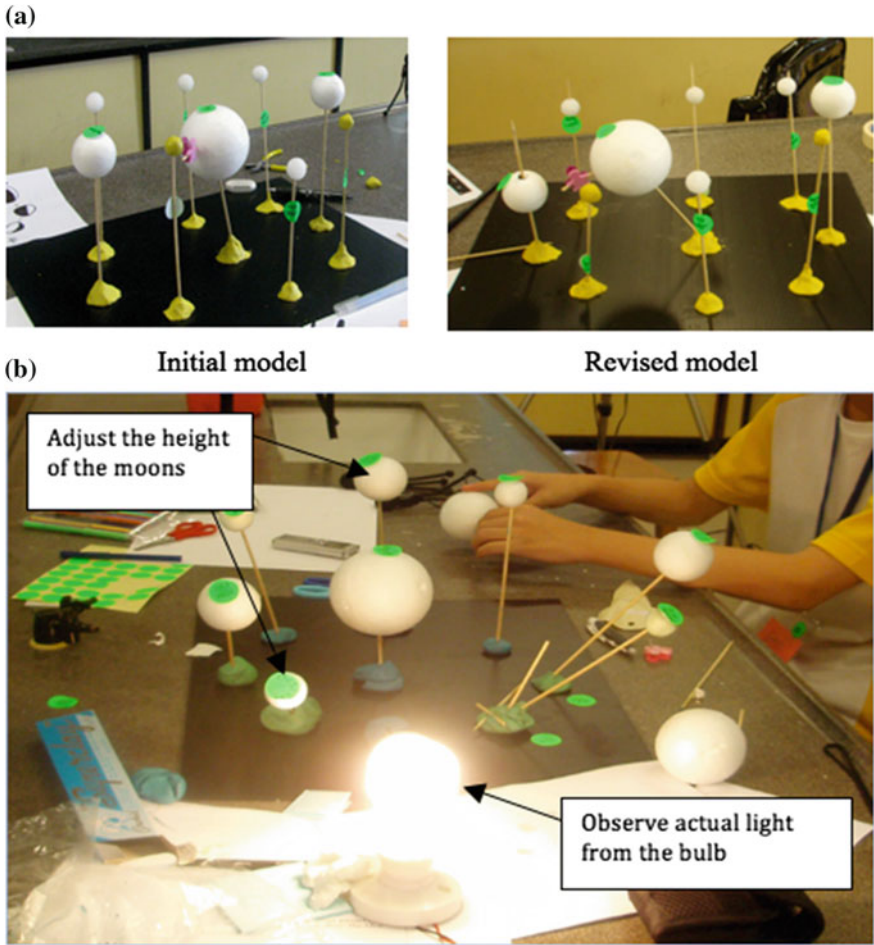 (a)
Initial model
Revised model
(b)
Adjust the height
of the moons
Observe actual light
from the bulb